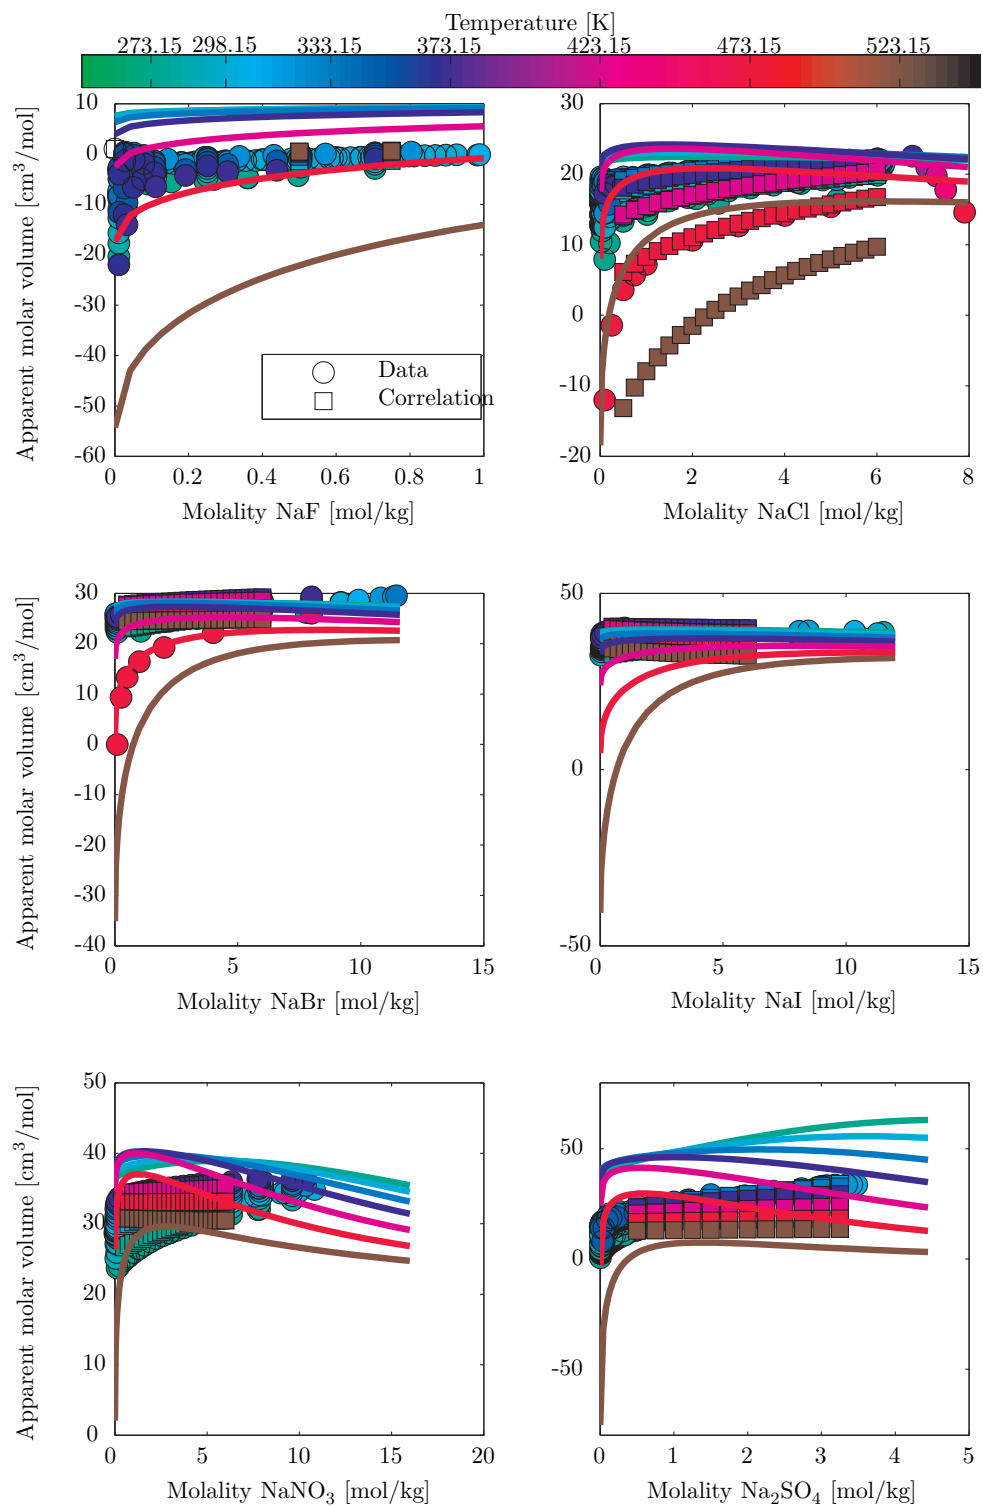 Temperature [K]
273.15 298.15 333.15 373.15 423.15 473.15 523.15
Apparent molar volume [cm³/mol]
10
0
-10
-20
-30
-40
-50
-60
Data
Correlation
0 0.2 0.4 0.6 0.8 1
Molality NaF [mol/kg]
30
20
10
0
-10
-20
0 2 4 6 8
Molality NaCl [mol/kg]
Apparent molar volume [cm³/mol]
30
20
10
0
-10
-20
-30
-40
0 5 10 15
Molality NaBr [mol/kg]
50
0
-50
0 5 10 15
Molality NaI [mol/kg]
Apparent molar volume [cm³/mol]
50
40
30
20
10
0
0 5 10 15 20
Molality NaNO₃ [mol/kg]
50
0
-50
0 1 2 3 4 5
Molality Na₂SO₄ [mol/kg]